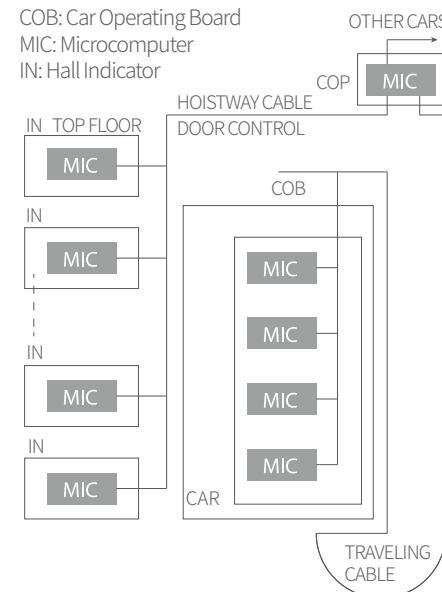 COB: Car Operating Board
MIC: Microcomputer
IN: Hall Indicator
OTHER CARS
COP
MIC
HOISTWAY CABLE
DOOR CONTROL
IN TOP FLOOR
MIC
IN
MIC
IN
MIC
IN
MIC
COB
MIC
MIC
MIC
MIC
CAR
TRAVELING
CABLE